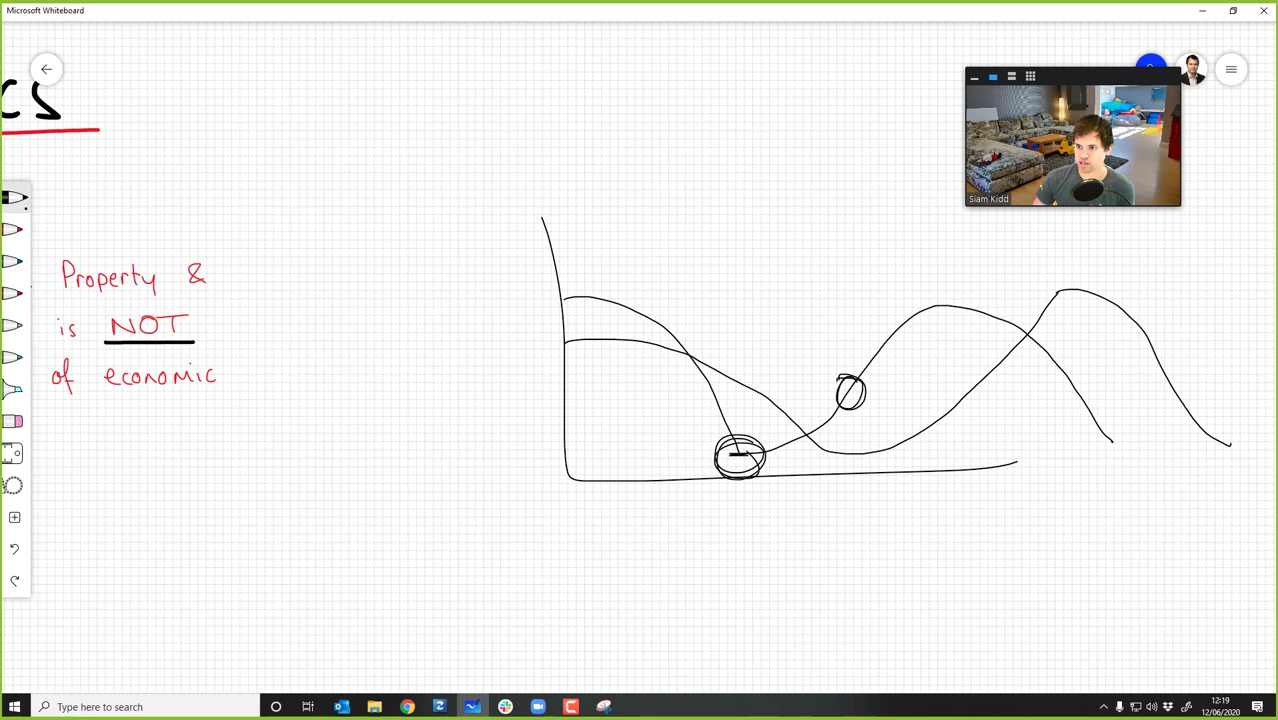 Microsoft Whiteboard
CS
Siam Kidd
Property &
is NOT
of economic
Type here to search
12:19
12/06/2020